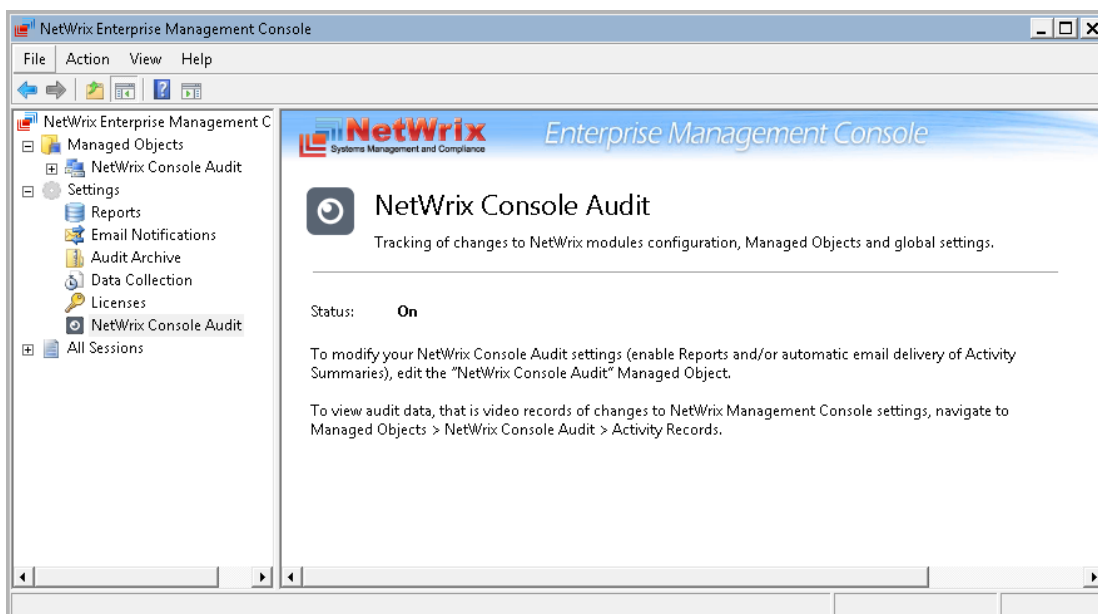 NetWrix Enterprise Management Console
File Action View Help
NetWrix Enterprise Management C
Managed Objects
NetWrix Console Audit
Settings
Reports
Email Notifications
Audit Archive
Data Collection
Licenses
NetWrix Console Audit
All Sessions
NetWrix
Systems Management and Compliance
Enterprise Management Console
NetWrix Console Audit
Tracking of changes to NetWrix modules configuration, Managed Objects and global settings.
Status: On
To modify your NetWrix Console Audit settings (enable Reports and/or automatic email delivery of Activity
Summaries), edit the "NetWrix Console Audit" Managed Object.
To view audit data, that is video records of changes to NetWrix Management Console settings, navigate to
Managed Objects > NetWrix Console Audit > Activity Records.